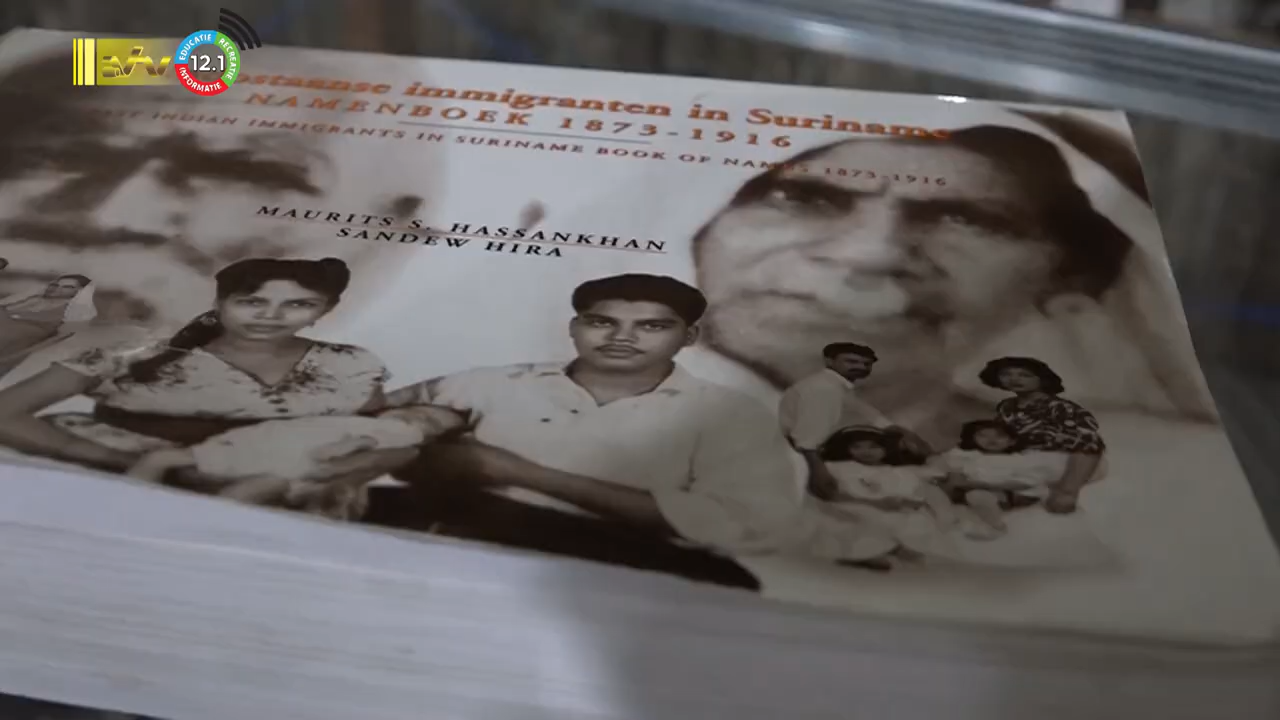 EDUCATIE
RECREATIE
INFORMATIE
12.1
ostaanse immigranten in Suriname
NAMENBOEK 1873-1916
INDIAN IMMIGRANTS IN SURINAME BOOK OF NAMES 1873-1916
MAURITS S. HASSANKHAN
SANDEW HIRA